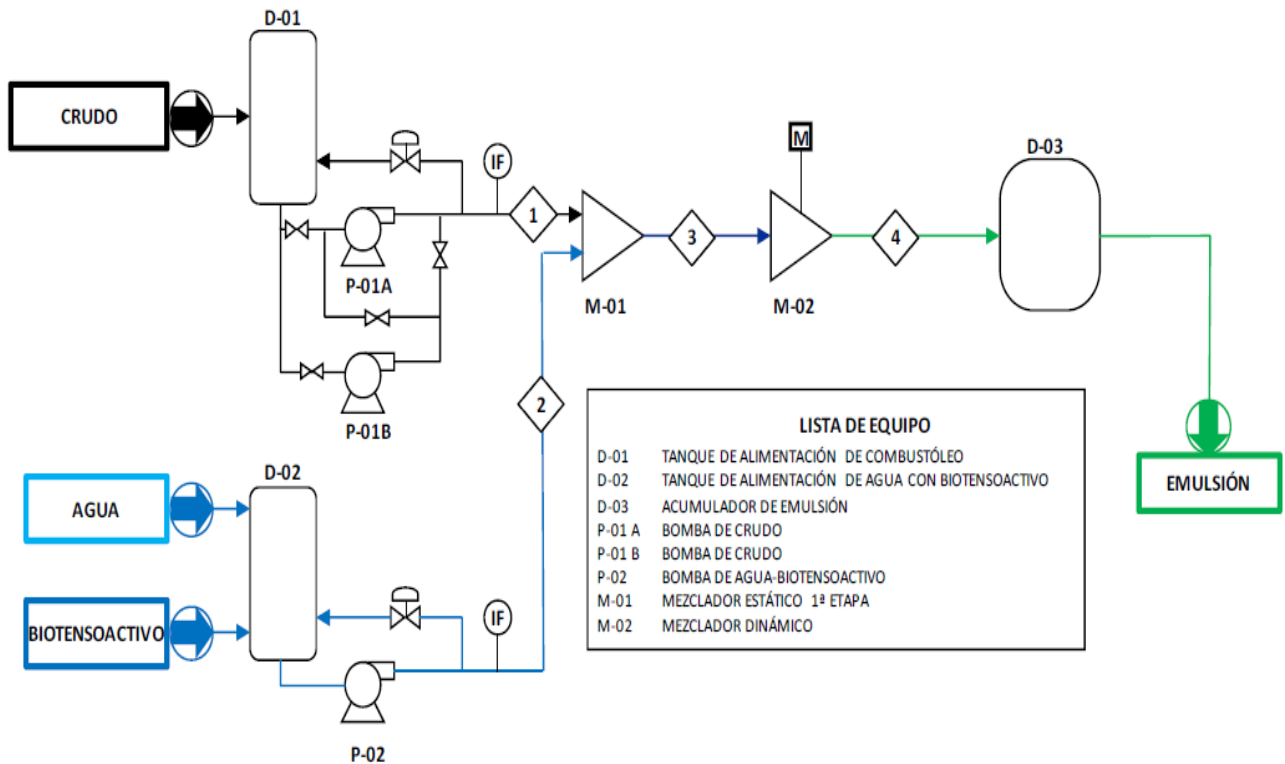 D-01
CRUDO
IF
1
P-01A
P-01B
M-01
3
M
M-02
4
D-03
2
AGUA
BIOTENSOACTIVO
D-02
IF
P-02
LISTA DE EQUIPO
D-01 TANQUE DE ALIMENTACIÓN DE COMBUSTÓLEO
D-02 TANQUE DE ALIMENTACIÓN DE AGUA CON BIOTENSOACTIVO
D-03 ACUMULADOR DE EMULSIÓN
P-01 A BOMBA DE CRUDO
P-01 B BOMBA DE CRUDO
P-02 BOMBA DE AGUA-BIOTENSOACTIVO
M-01 MEZCLADOR ESTÁTICO 1ª ETAPA
M-02 MEZCLADOR DINÁMICO
EMULSIÓN